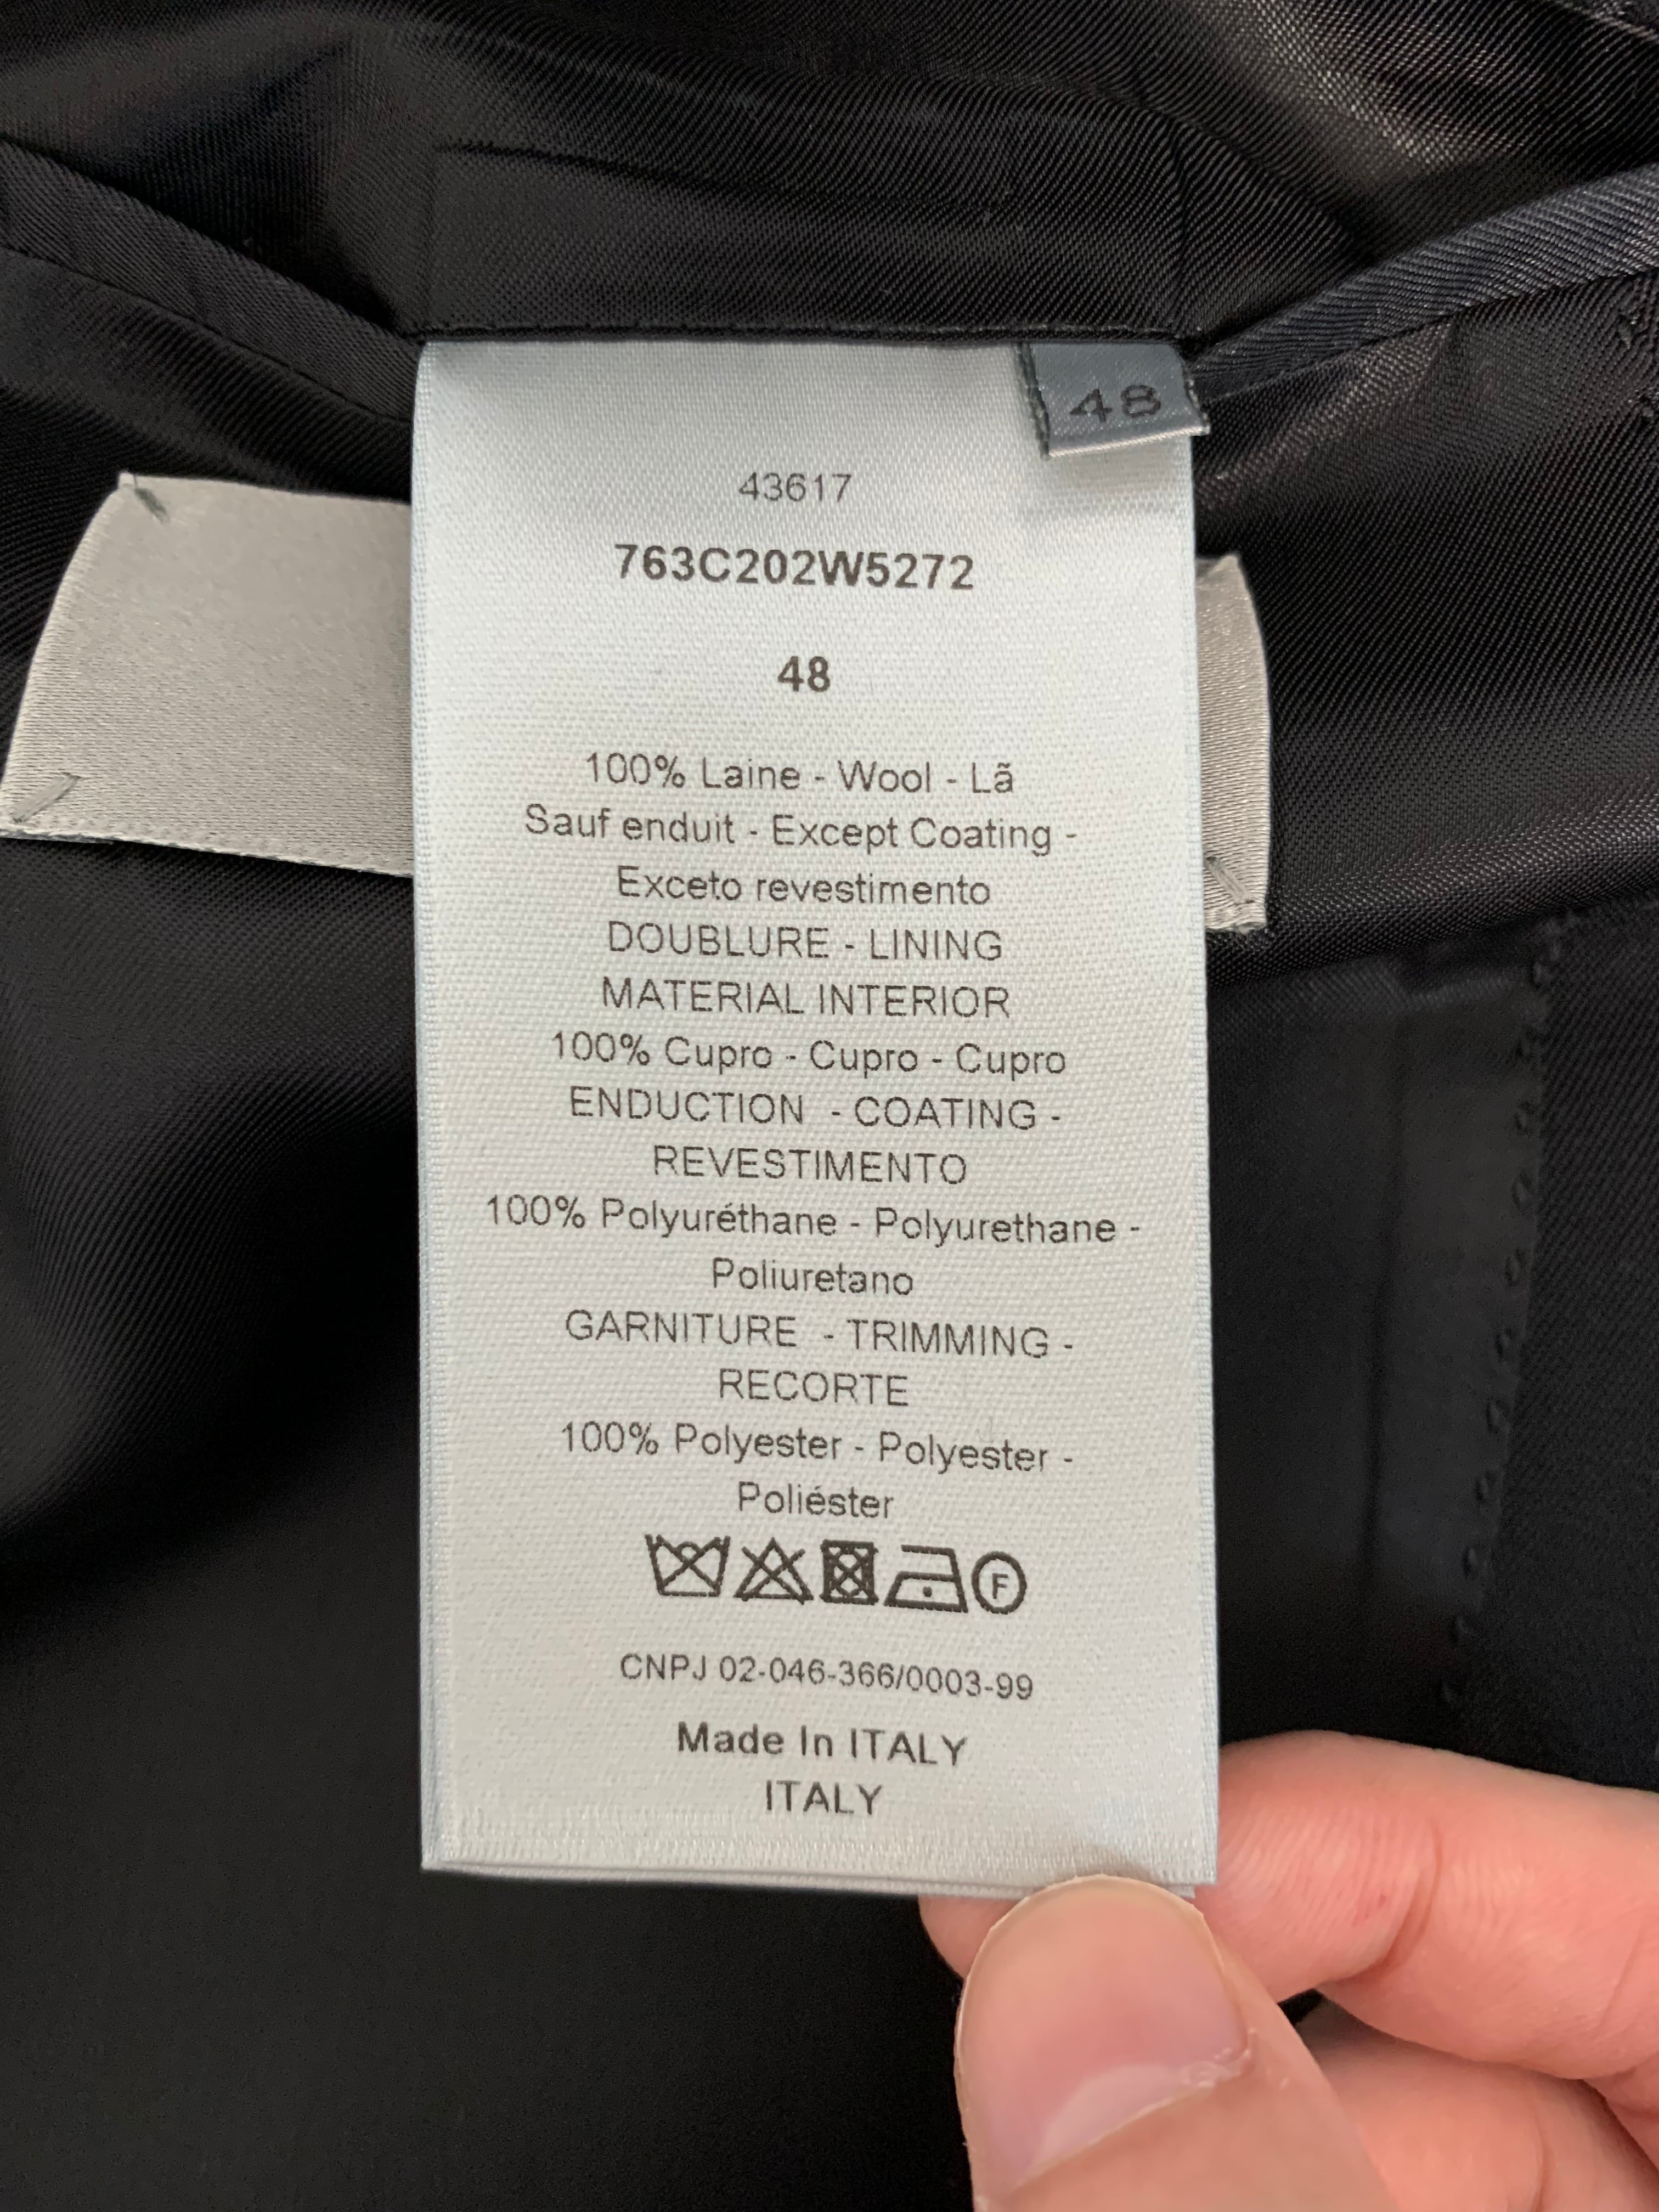 48
43617
763C202W5272
48
100% Laine - Wool - Lã
Sauf enduit - Except Coating -
Exceto revestimento
DOUBLURE - LINING
MATERIAL INTERIOR
100% Cupro - Cupro - Cupro
ENDUCTION - COATING -
REVESTIMENTO
100% Polyuréthane - Polyurethane -
Poliuretano
GARNITURE - TRIMMING -
RECORTE
100% Polyester - Polyester -
Poliéster
F
CNPJ 02-046-366/0003-99
Made In ITALY
ITALY